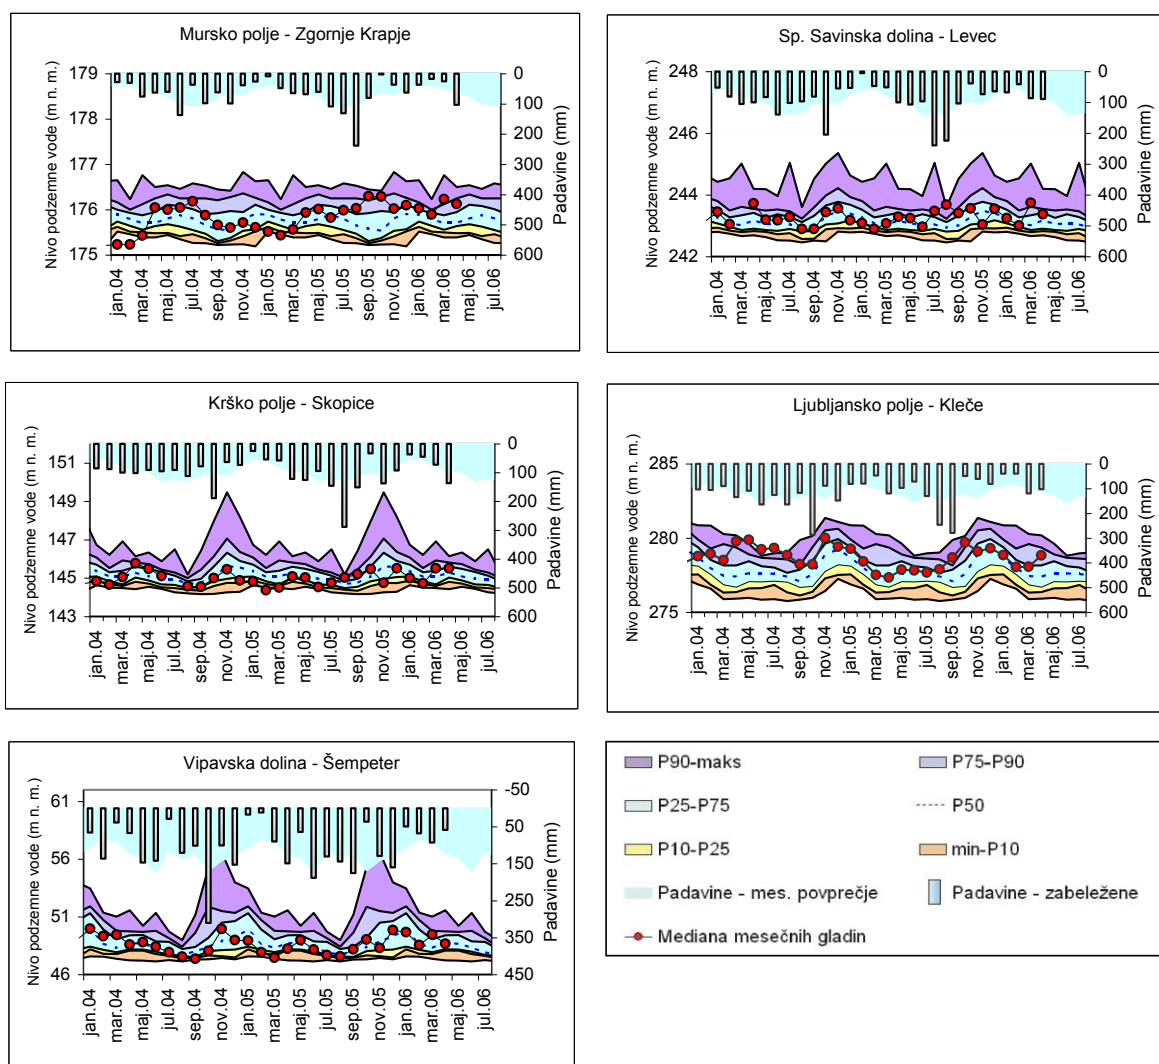 Mursko polje - Zgornje Krapje
Nivo podzemne vode (m n. m.)
179
178
177
176
175
0
100
200
300
400
500
600
Padavine (mm)
jan.04
mar.04
maj.04
jul.04
sep.04
nov.04
jan.05
mar.05
maj.05
jul.05
sep.05
nov.05
jan.06
mar.06
maj.06
jul.06
Sp. Savinska dolina - Levec
Nivo podzemne vode (m n. m.)
248
246
244
242
0
100
200
300
400
500
600
Padavine (mm)
jan.04
mar.04
maj.04
jul.04
sep.04
nov.04
jan.05
mar.05
maj.05
jul.05
sep.05
nov.05
jan.06
mar.06
maj.06
jul.06
Krško polje - Skopice
Nivo podzemne vode (m n. m.)
151
149
147
145
143
0
100
200
300
400
500
600
Padavine (mm)
jan.04
mar.04
maj.04
jul.04
sep.04
nov.04
jan.05
mar.05
maj.05
jul.05
sep.05
nov.05
jan.06
mar.06
maj.06
jul.06
Ljubljansko polje - Kleče
Nivo podzemne vode (m n. m.)
285
280
275
0
100
200
300
400
500
600
Padavine (mm)
jan.04
mar.04
maj.04
jul.04
sep.04
nov.04
jan.05
mar.05
maj.05
jul.05
sep.05
nov.05
jan.06
mar.06
maj.06
jul.06
Vipavska dolina - Šempeter
Nivo podzemne vode (m n. m.)
61
56
51
46
-50
50
150
250
350
450
Padavine (mm)
jan.04
mar.04
maj.04
jul.04
sep.04
nov.04
jan.05
mar.05
maj.05
jul.05
sep.05
nov.05
jan.06
mar.06
maj.06
jul.06
P90-maks
P75-P90
P25-P75
P50
P10-P25
min-P10
Padavine - mes. povprečje
Padavine - zabeležene
Mediana mesečnih gladin